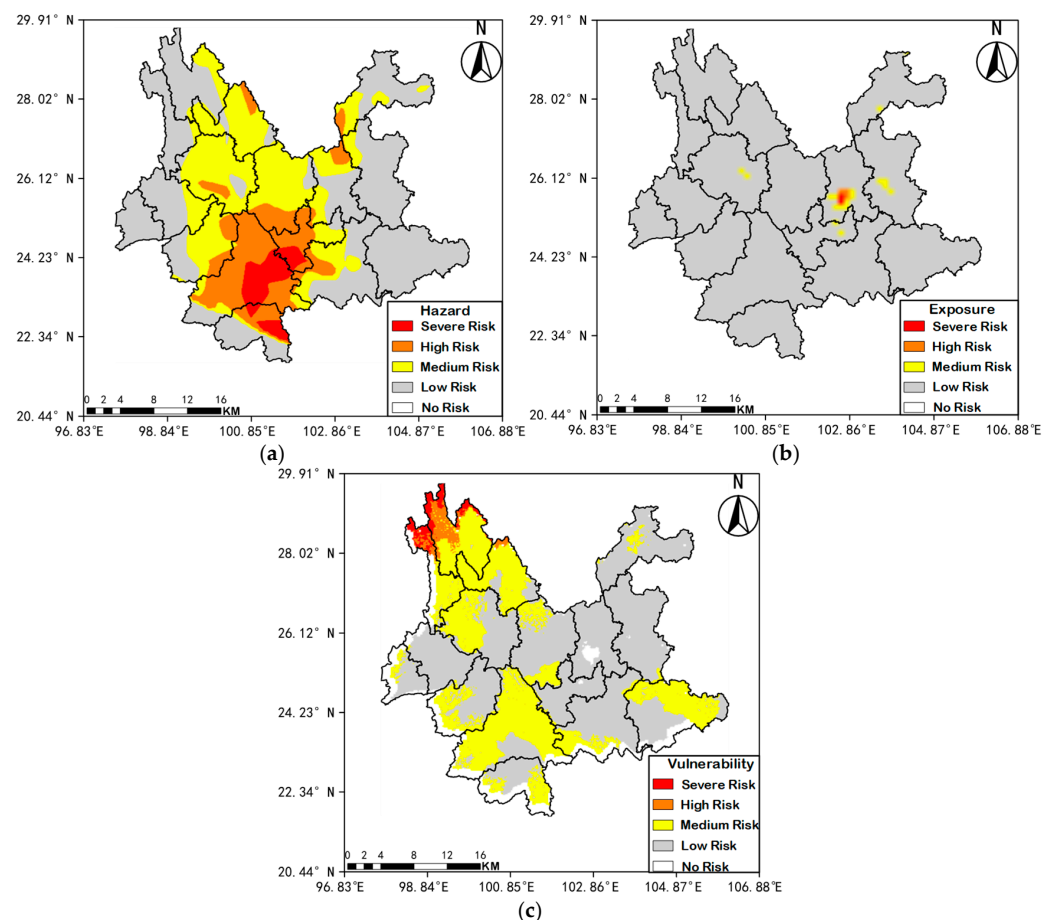 29.91° N
28.02° N
26.12° N
24.23° N
22.34° N
20.44° N
96.83°E 98.84°E 100.85°E 102.86°E 104.87°E 106.88°E
N
Hazard
Severe Risk
High Risk
Medium Risk
Low Risk
No Risk
0 2 4 8 12 16
KM
(a)
29.91° N
28.02° N
26.12° N
24.23° N
22.34° N
20.44° N
96.83°E 98.84°E 100.85°E 102.86°E 104.87°E 106.88°E
N
Exposure
Severe Risk
High Risk
Medium Risk
Low Risk
No Risk
0 2 4 8 12 16
KM
(b)
29.91° N
28.02° N
26.12° N
24.23° N
22.34° N
20.44° N
96.83°E 98.84°E 100.85°E 102.86°E 104.87°E 106.88°E
N
Vulnerability
Severe Risk
High Risk
Medium Risk
Low Risk
No Risk
0 2 4 8 12 16
KM
(c)